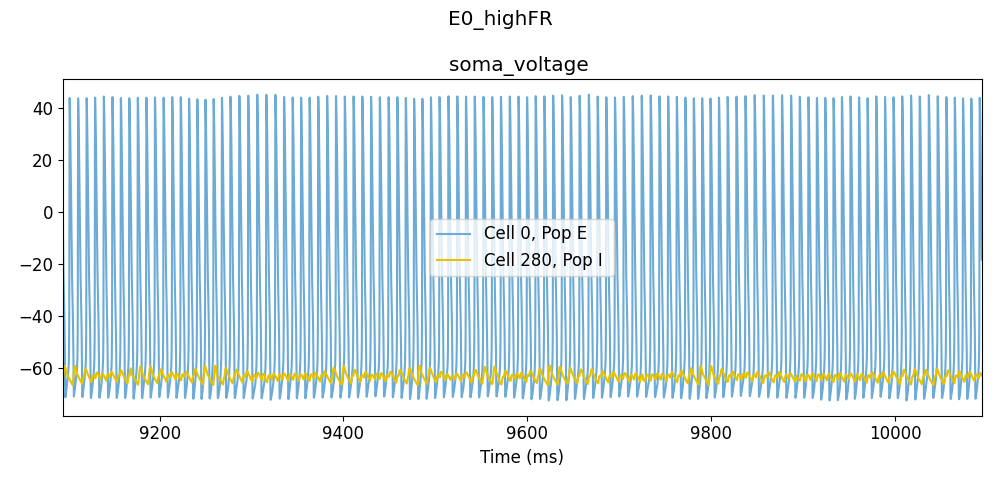 E0_highFR
soma_voltage
40
20
0
−20
−40
−60
Cell 0, Pop E
Cell 280, Pop I
9200
9400
9600
9800
10000
Time (ms)